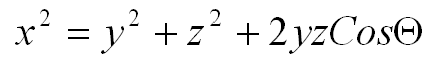 x² = y² + z² + 2yzCosΘ